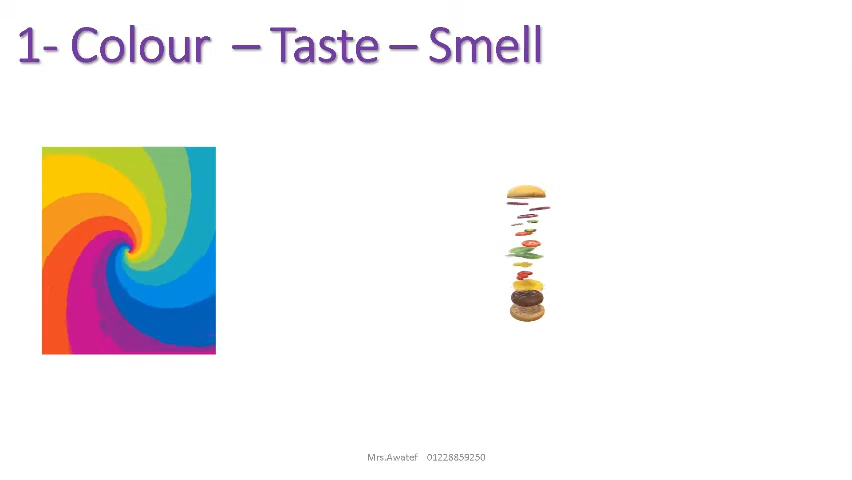 1- Colour – Taste – Smell
Mrs.Awatef 01228859250